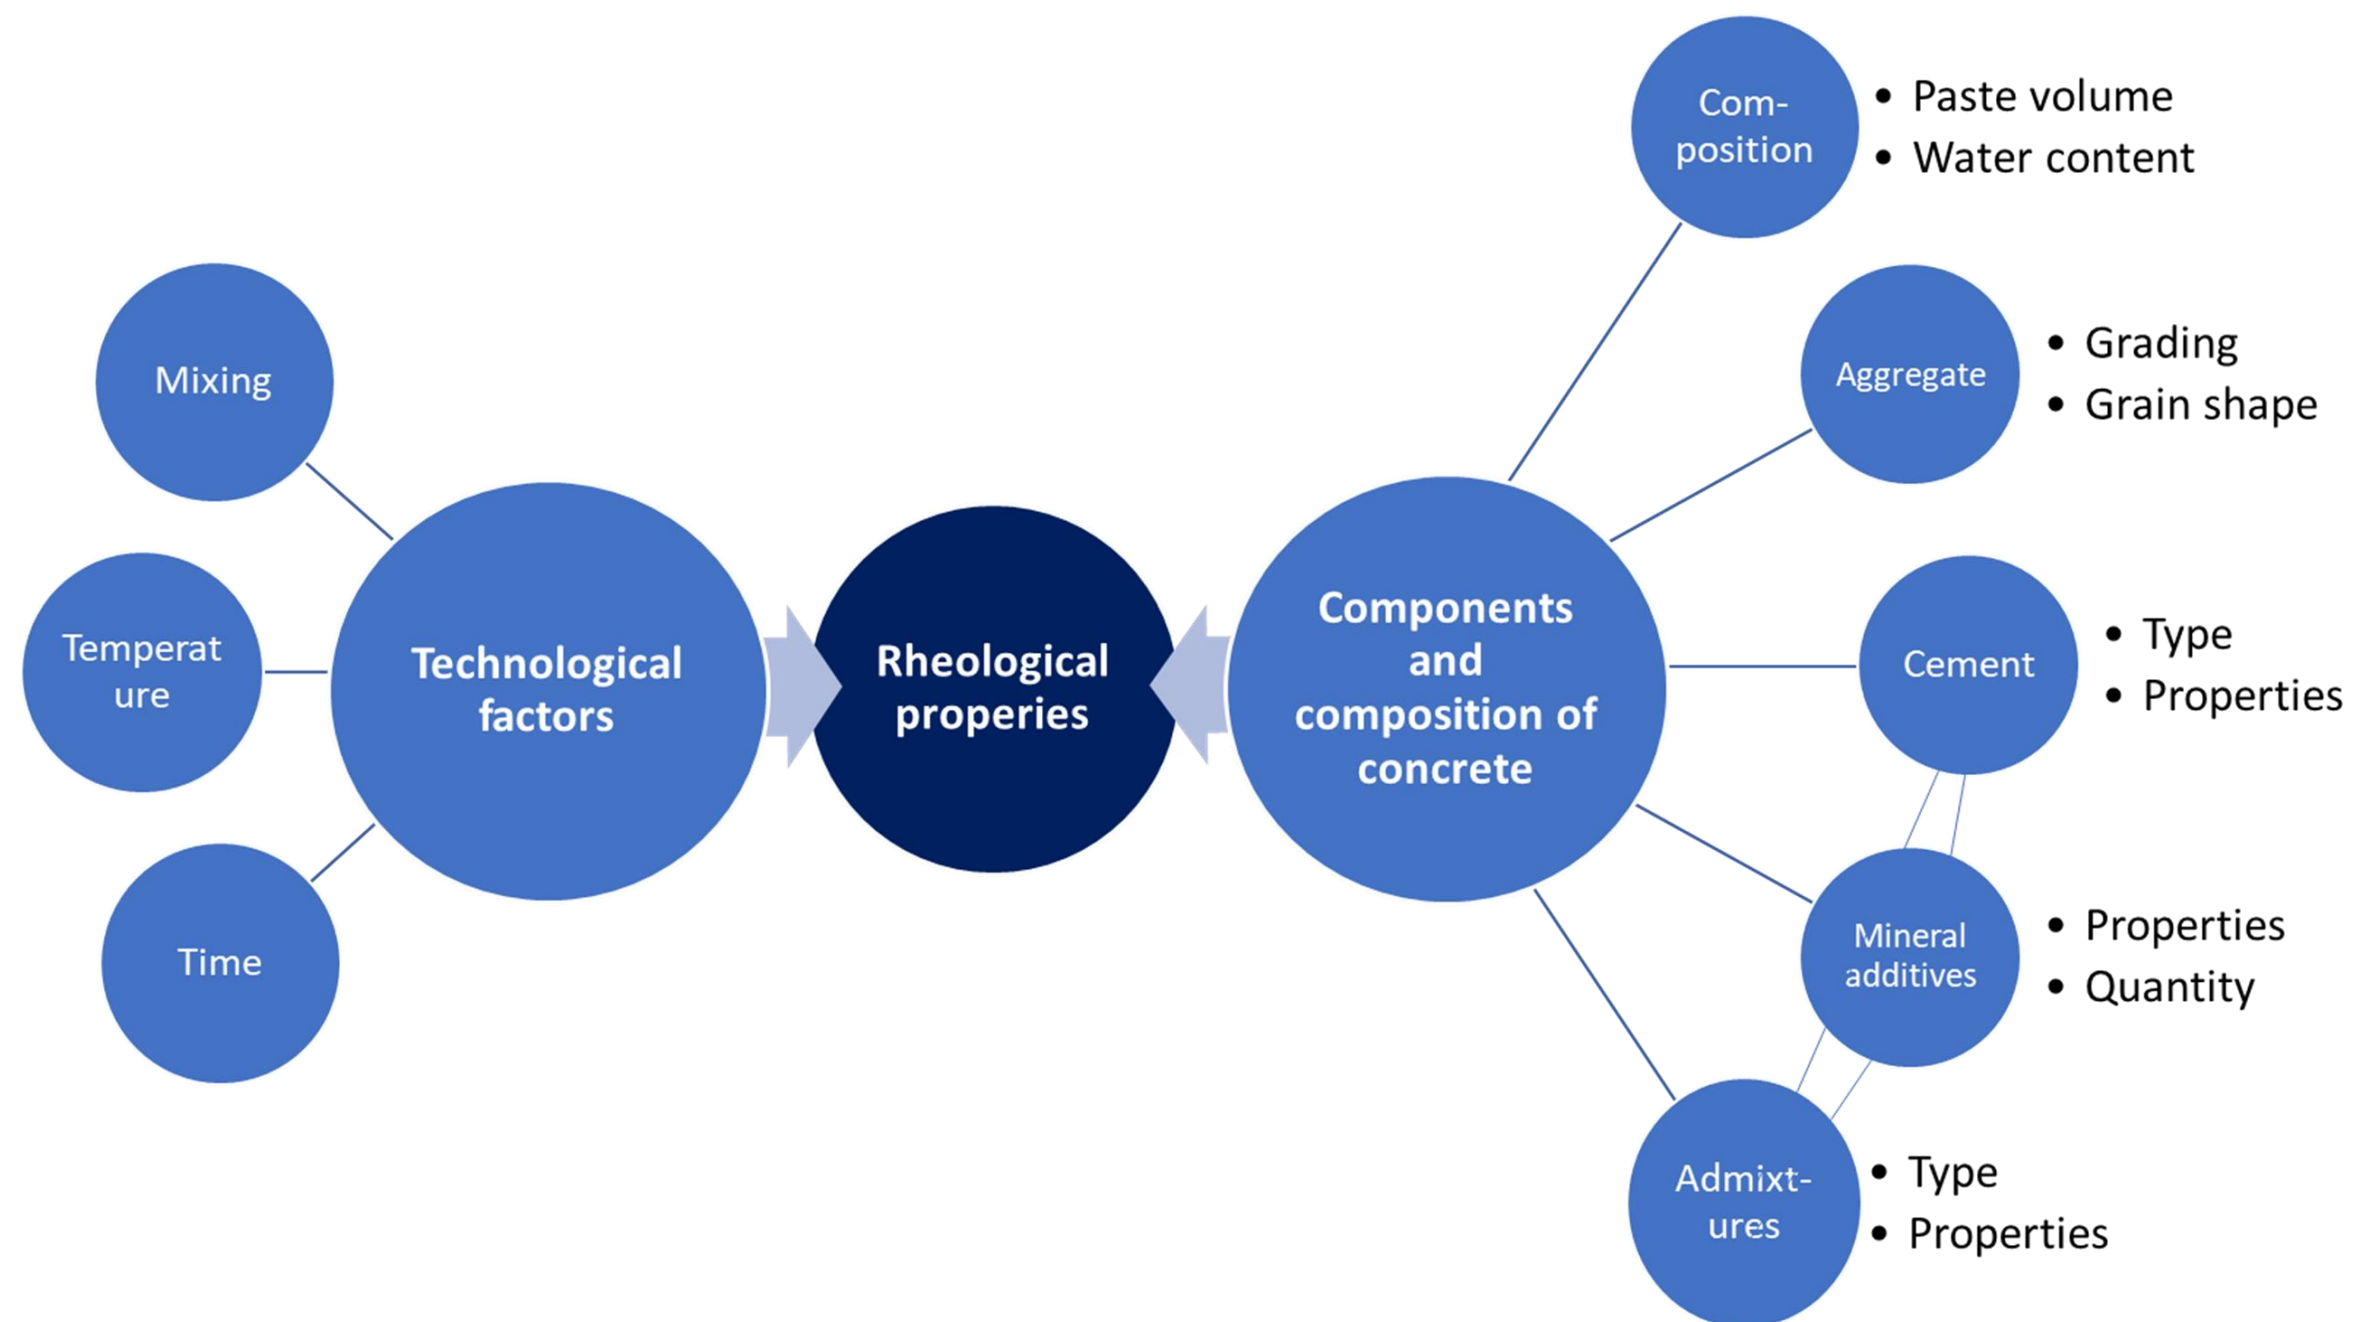 Mixing
Temperat
ure
Time
Technological
factors
Rheological
properies
Components
and
composition of
concrete
Com-
position
• Paste volume
• Water content
Aggregate
• Grading
• Grain shape
Cement
• Type
• Properties
Mineral
additives
• Properties
• Quantity
Admixt-
ures
• Type
• Properties